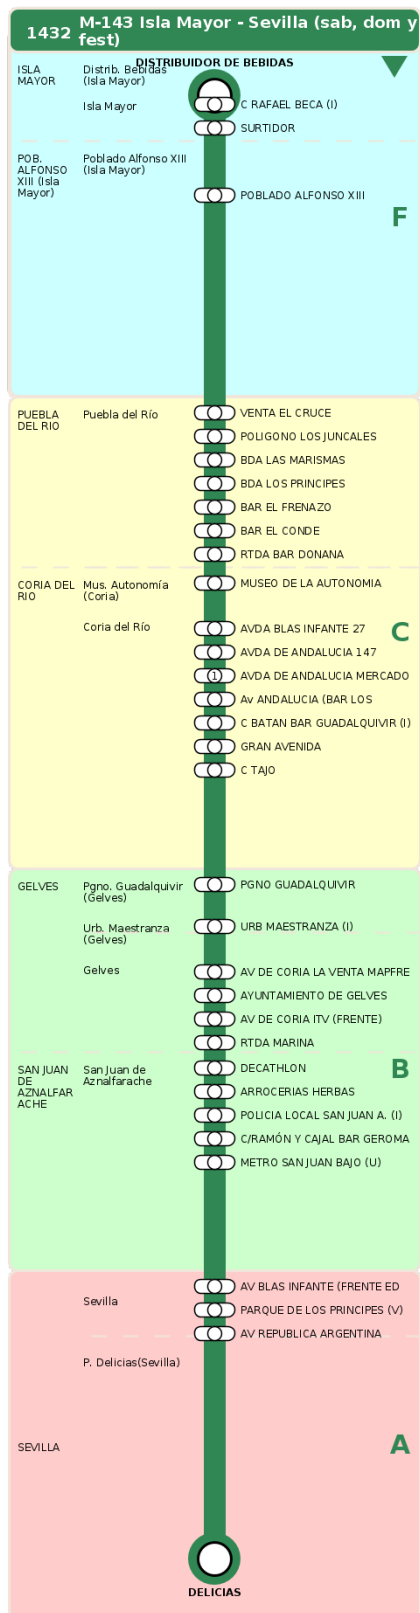 1432
M-143 Isla Mayor - Sevilla (sab, dom y
fest)
DISTRIBUIDOR DE BEBIDAS
ISLA
MAYOR
Distrib. Bebidas
(Isla Mayor)
Isla Mayor
C RAFAEL BECA (I)
SURTIDOR
POB.
ALFONSO
XIII (Isla
Mayor)
Poblado Alfonso XIII
(Isla Mayor)
POBLADO ALFONSO XIII
F
PUEBLA
DEL RIO
Puebla del Río
VENTA EL CRUCE
POLIGONO LOS JUNCALES
BDA LAS MARISMAS
BDA LOS PRINCIPES
BAR EL FRENAZO
BAR EL CONDE
RTDA BAR DONANA
CORIA DEL
RIO
Mus. Autonomía
(Coria)
MUSEO DE LA AUTONOMIA
Coria del Río
AVDA BLAS INFANTE 27
C
AVDA DE ANDALUCIA 147
1
AVDA DE ANDALUCIA MERCADO
Av ANDALUCIA (BAR LOS
C BATAN BAR GUADALQUIVIR (I)
GRAN AVENIDA
C TAJO
GELVES
Pgno. Guadalquivir
(Gelves)
PGNO GUADALQUIVIR
Urb. Maestranza
(Gelves)
URB MAESTRANZA (I)
Gelves
AV DE CORIA LA VENTA MAPFRE
AYUNTAMIENTO DE GELVES
AV DE CORIA ITV (FRENTE)
RTDA MARINA
SAN JUAN
DE
AZNALFAR
ACHE
San Juan de
Aznalfarache
DECATHLON
B
ARROCERIAS HERBAS
POLICIA LOCAL SAN JUAN A. (I)
C/RAMÓN Y CAJAL BAR GEROMA
METRO SAN JUAN BAJO (U)
AV BLAS INFANTE (FRENTE ED
Sevilla
PARQUE DE LOS PRINCIPES (V)
AV REPUBLICA ARGENTINA
P. Delicias(Sevilla)
SEVILLA
A
DELICIAS